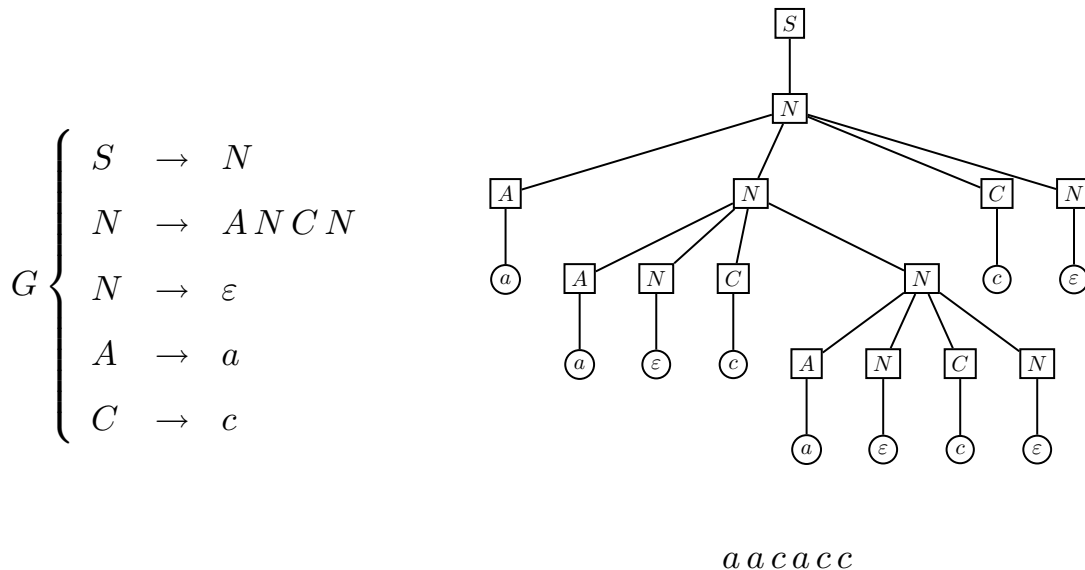 G
S → N
N → A N C N
N → ε
A → a
C → c
S
N
A N C N
a A N C N c ε
a ε c A N C N
a ε c ε
a a c a c c